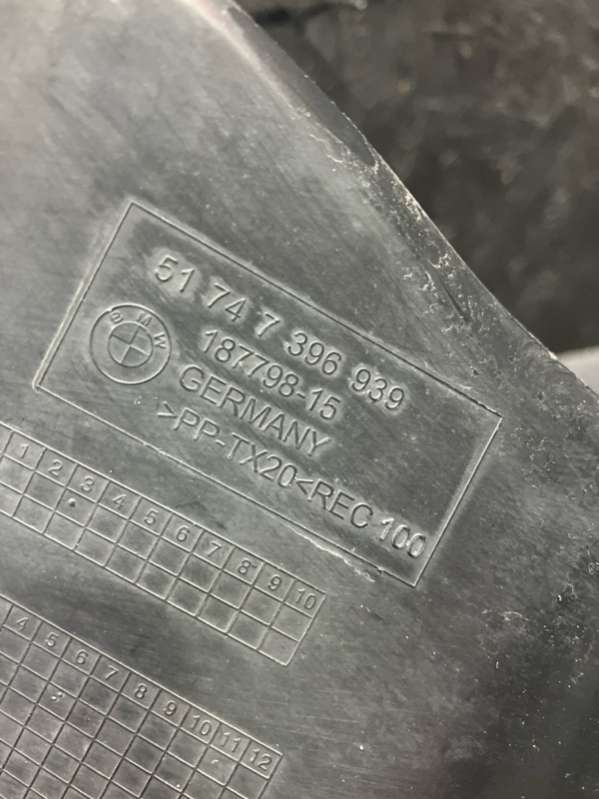 51 74 7 396 939
BMW
187798-15
GERMANY
>PP-TX20<REC 100
1 2 3 4 5 6 7 8 9 10
4 5 6 7 8 9 10 11 12